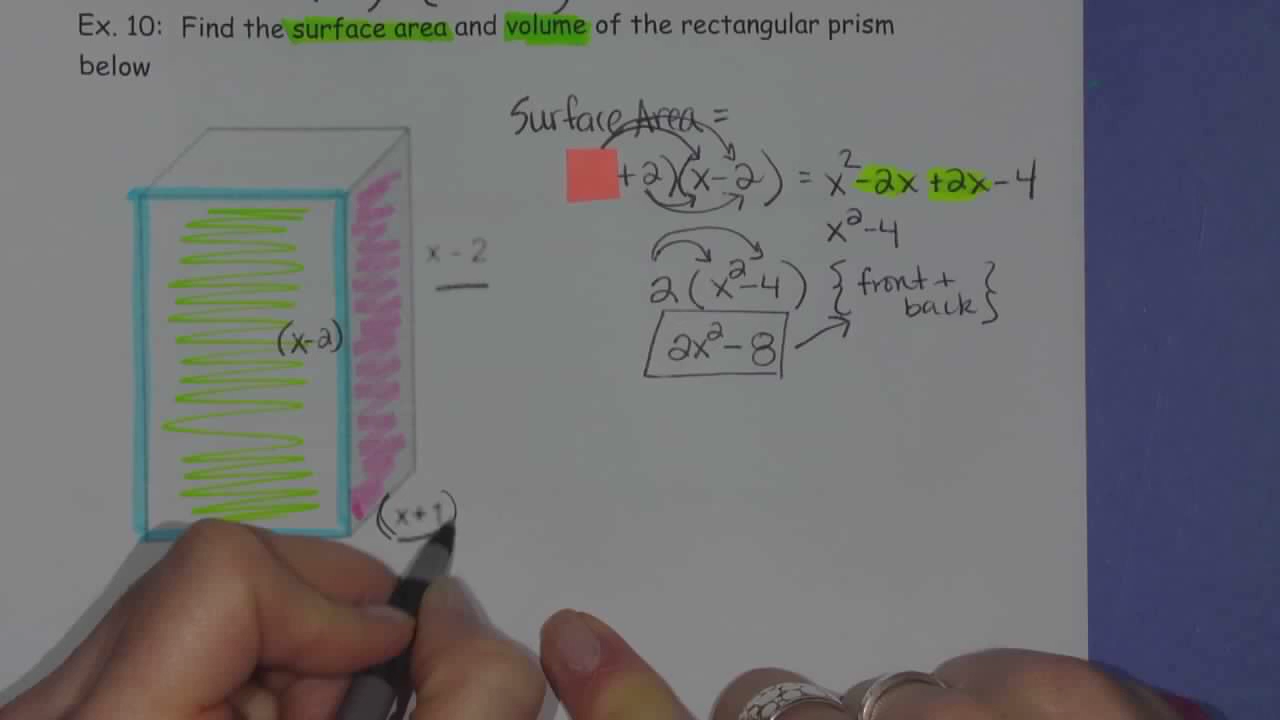 Ex. 10: Find the surface area and volume of the rectangular prism
below
Surface Area =
+2)(x-2) = x²-2x +2x-4
x²-4
x - 2
2(x²-4) {front +
back}
(x-2)
2x²-8
(x+1)